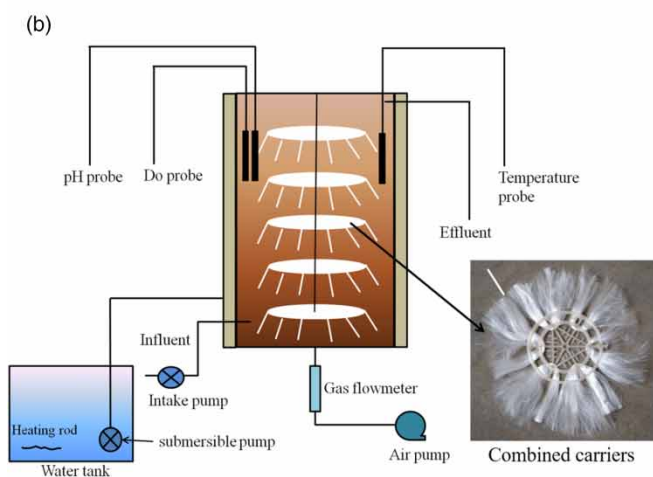 (b)
pH probe
Do probe
Temperature
probe
Effluent
Influent
Intake pump
Gas flowmeter
Heating rod
submersible pump
Water tank
Air pump
Combined carriers